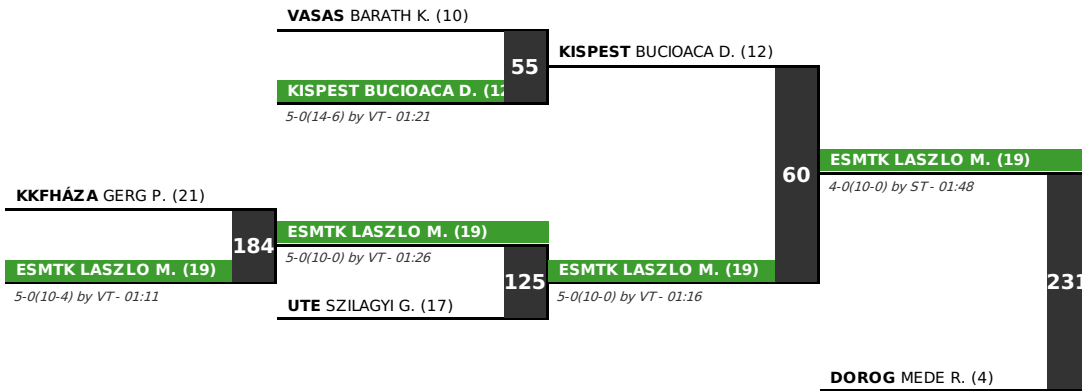 VASAS BARATH K. (10)
55
KISPEST BUCIOACA D. (12
5-0(14-6) by VT - 01:21
KISPEST BUCIOACA D. (12)
60
KKFHÁZA GERG P. (21)
184
ESMTK LASZLO M. (19)
5-0(10-4) by VT - 01:11
ESMTK LASZLO M. (19)
5-0(10-0) by VT - 01:26
125
UTE SZILAGYI G. (17)
ESMTK LASZLO M. (19)
5-0(10-0) by VT - 01:16
ESMTK LASZLO M. (19)
4-0(10-0) by ST - 01:48
231
DOROG MEDE R. (4)